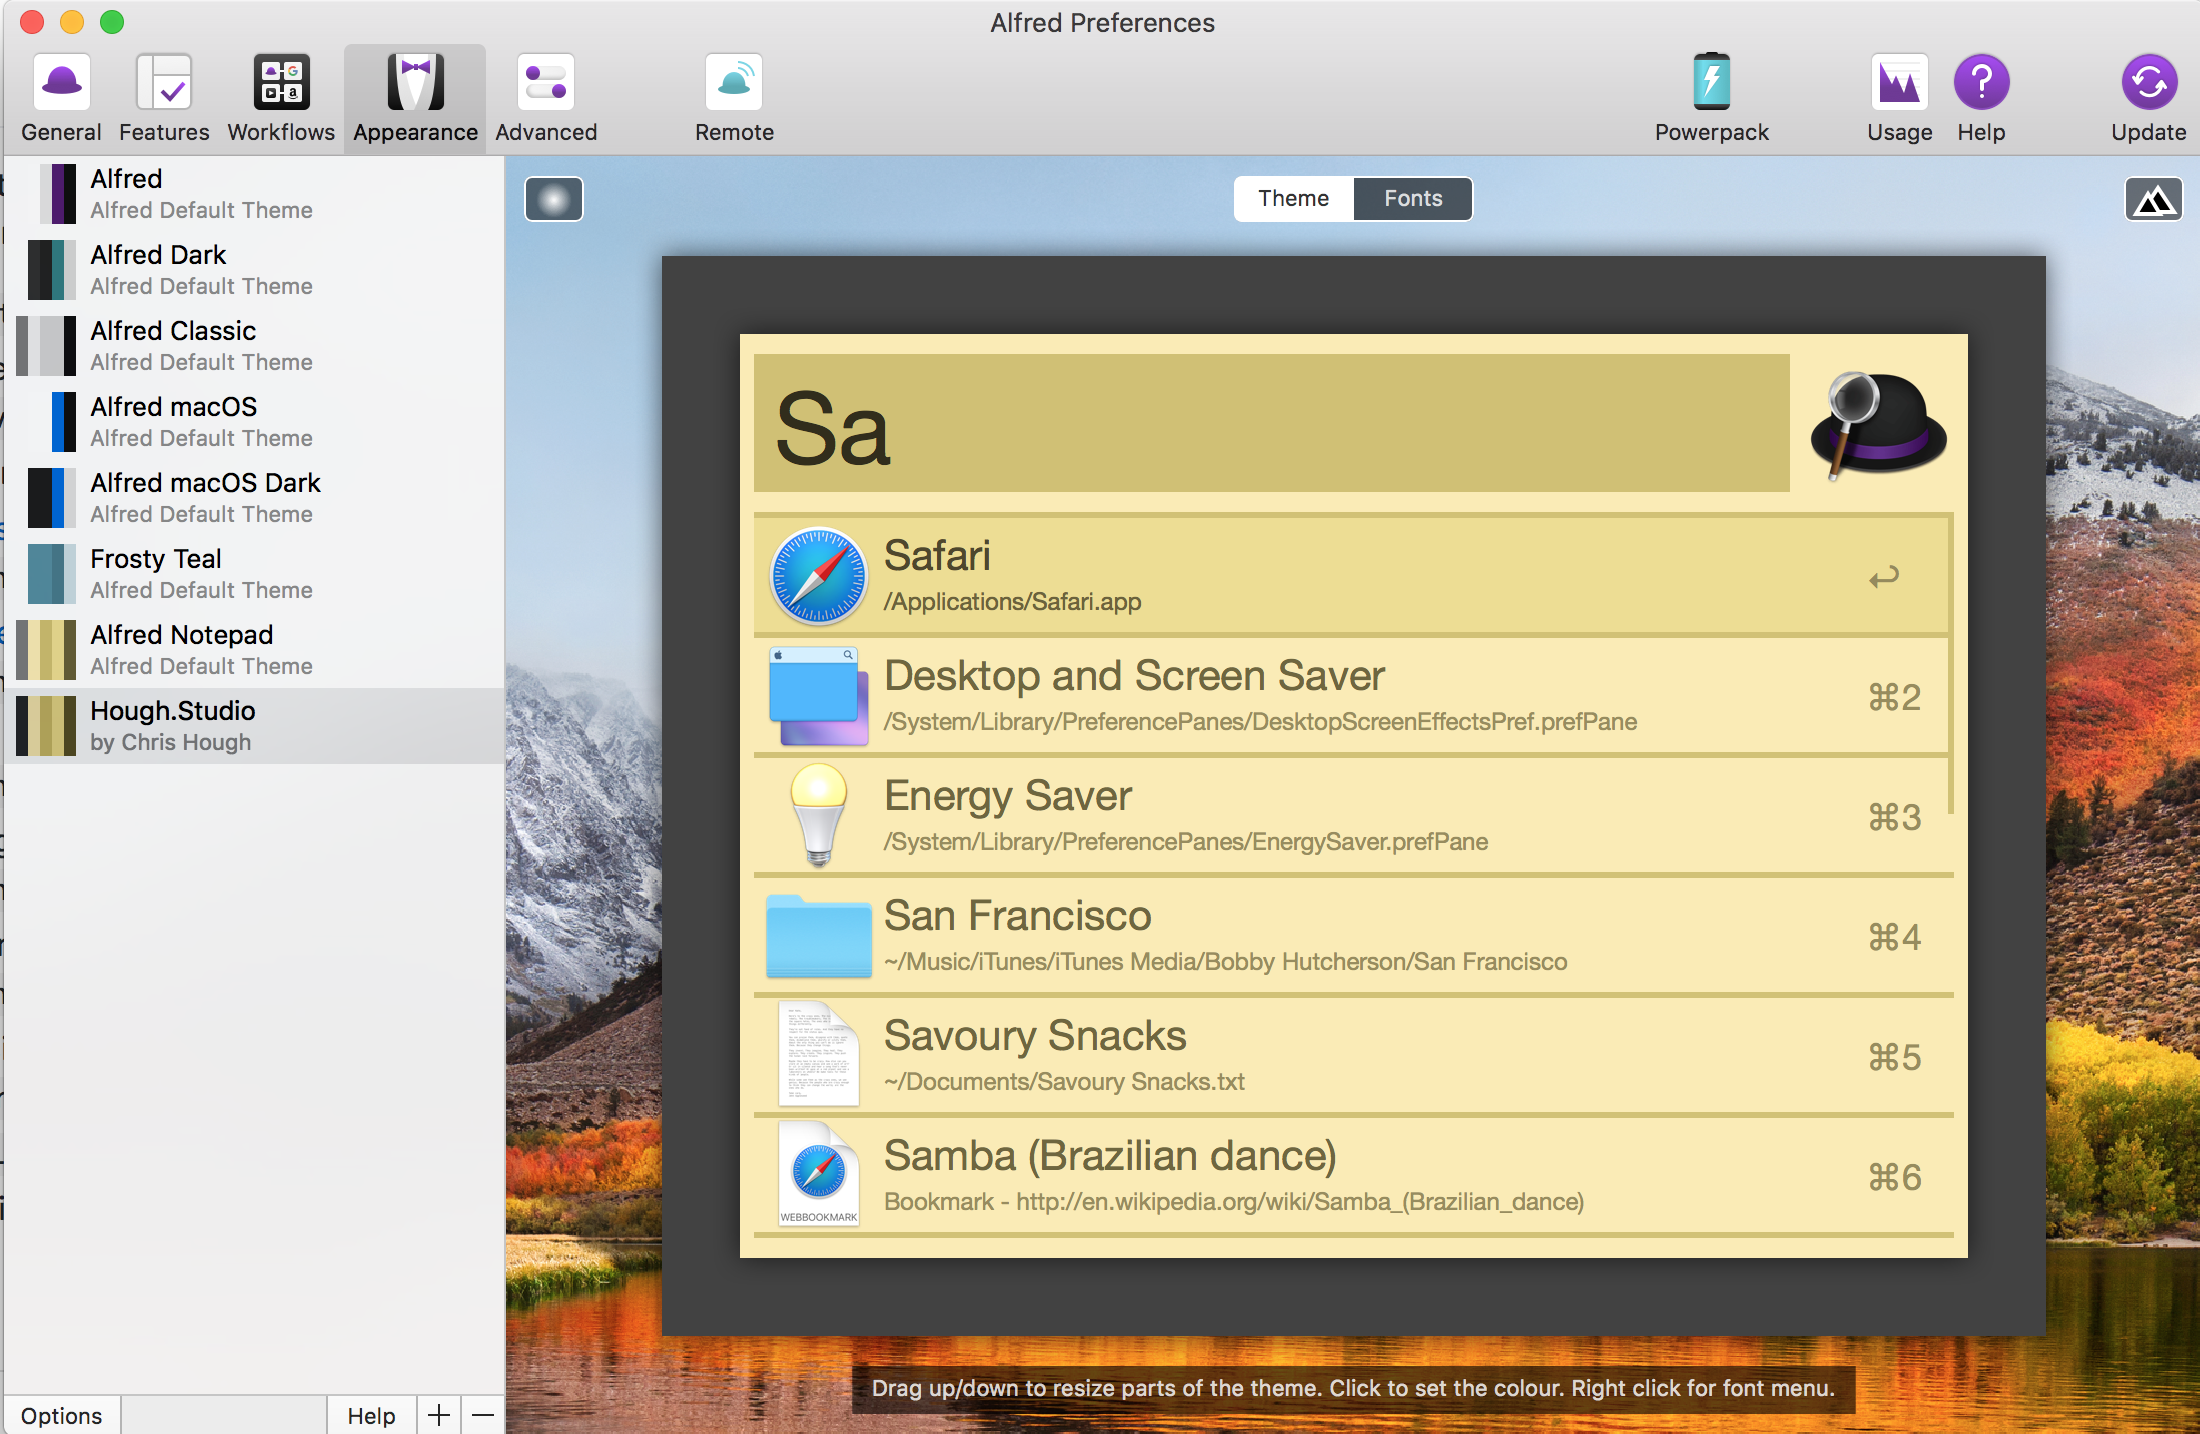 Alfred Preferences
General
Features
Workflows
Appearance
Advanced
Remote
Powerpack
Usage
Help
Update
Alfred
Alfred Default Theme
Alfred Dark
Alfred Default Theme
Alfred Classic
Alfred Default Theme
Alfred macOS
Alfred Default Theme
Alfred macOS Dark
Alfred Default Theme
Frosty Teal
Alfred Default Theme
Alfred Notepad
Alfred Default Theme
Hough.Studio
by Chris Hough
Options
Help
Theme
Fonts
Sa
Safari
/Applications/Safari.app
Desktop and Screen Saver
/System/Library/PreferencePanes/DesktopScreenEffectsPref.prefPane
⌘2
Energy Saver
/System/Library/PreferencePanes/EnergySaver.prefPane
⌘3
San Francisco
~/Music/iTunes/iTunes Media/Bobby Hutcherson/San Francisco
⌘4
Savoury Snacks
~/Documents/Savoury Snacks.txt
⌘5
WEBBOOKMARK
Samba (Brazilian dance)
Bookmark - http://en.wikipedia.org/wiki/Samba_(Brazilian_dance)
⌘6
Drag up/down to resize parts of the theme. Click to set the colour. Right click for font menu.